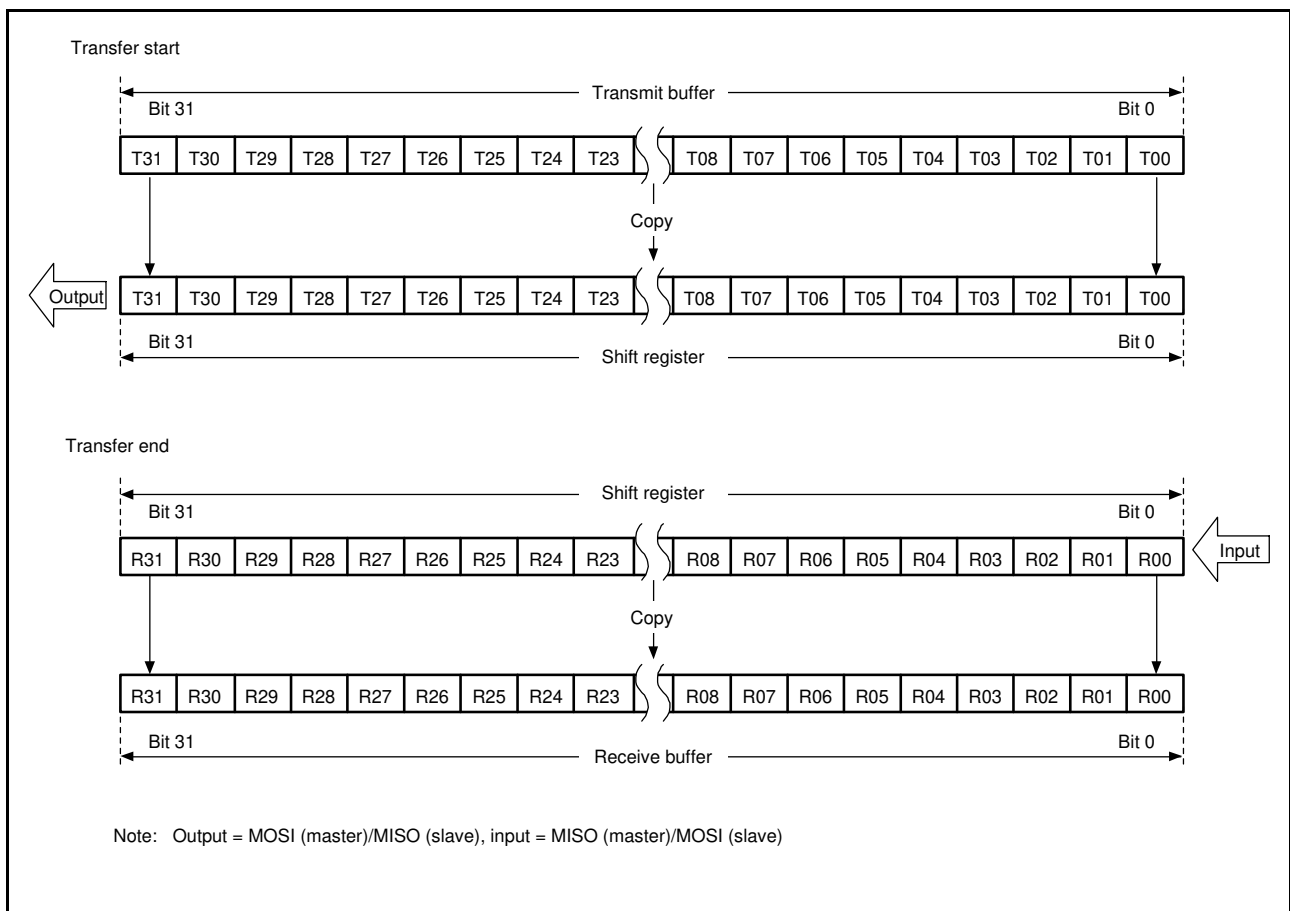 Transfer start
Transmit buffer
Bit 31 Bit 0
T31 T30 T29 T28 T27 T26 T25 T24 T23 T08 T07 T06 T05 T04 T03 T02 T01 T00
Copy
Output T31 T30 T29 T28 T27 T26 T25 T24 T23 T08 T07 T06 T05 T04 T03 T02 T01 T00
Bit 31 Bit 0
Shift register
Transfer end
Shift register
Bit 31 Bit 0
R31 R30 R29 R28 R27 R26 R25 R24 R23 R08 R07 R06 R05 R04 R03 R02 R01 R00 Input
Copy
R31 R30 R29 R28 R27 R26 R25 R24 R23 R08 R07 R06 R05 R04 R03 R02 R01 R00
Bit 31 Bit 0
Receive buffer
Note: Output = MOSI (master)/MISO (slave), input = MISO (master)/MOSI (slave)